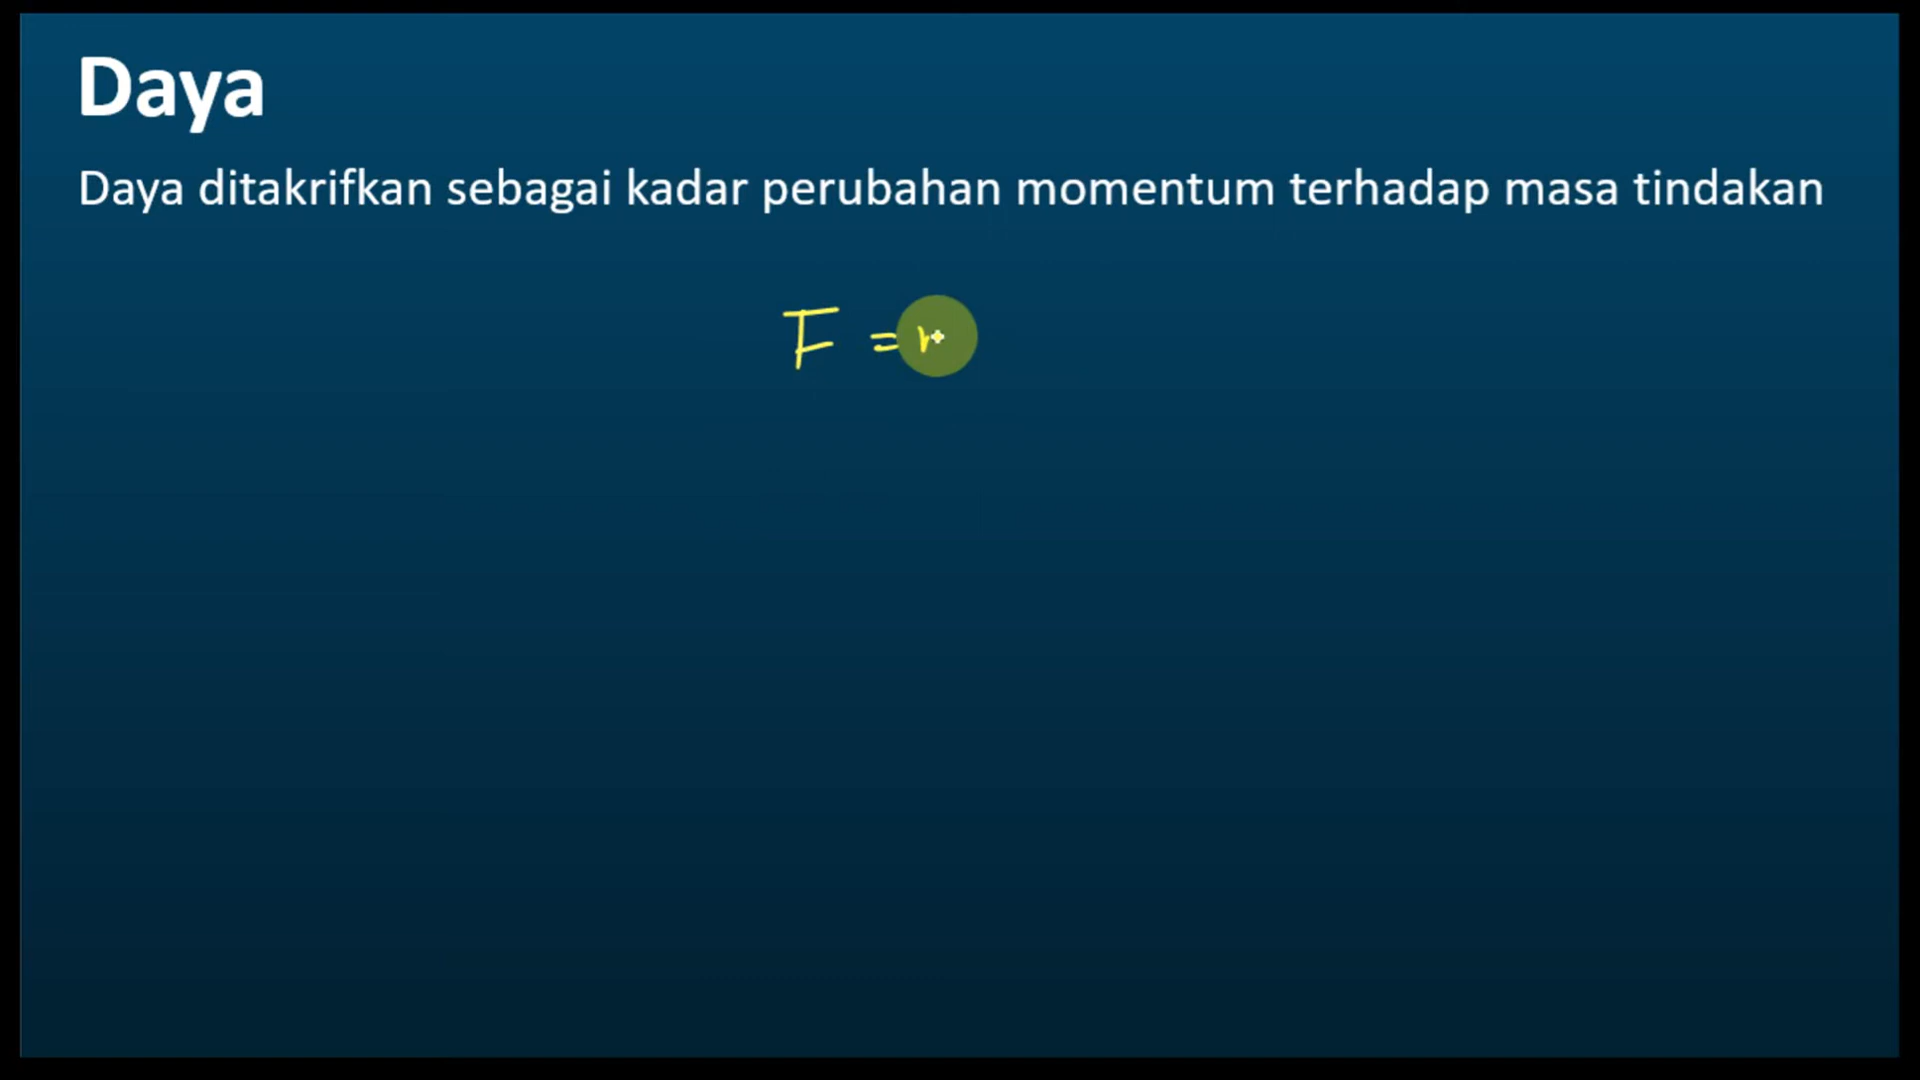 Daya
Daya ditakrifkan sebagai kadar perubahan momentum terhadap masa tindakan
F =